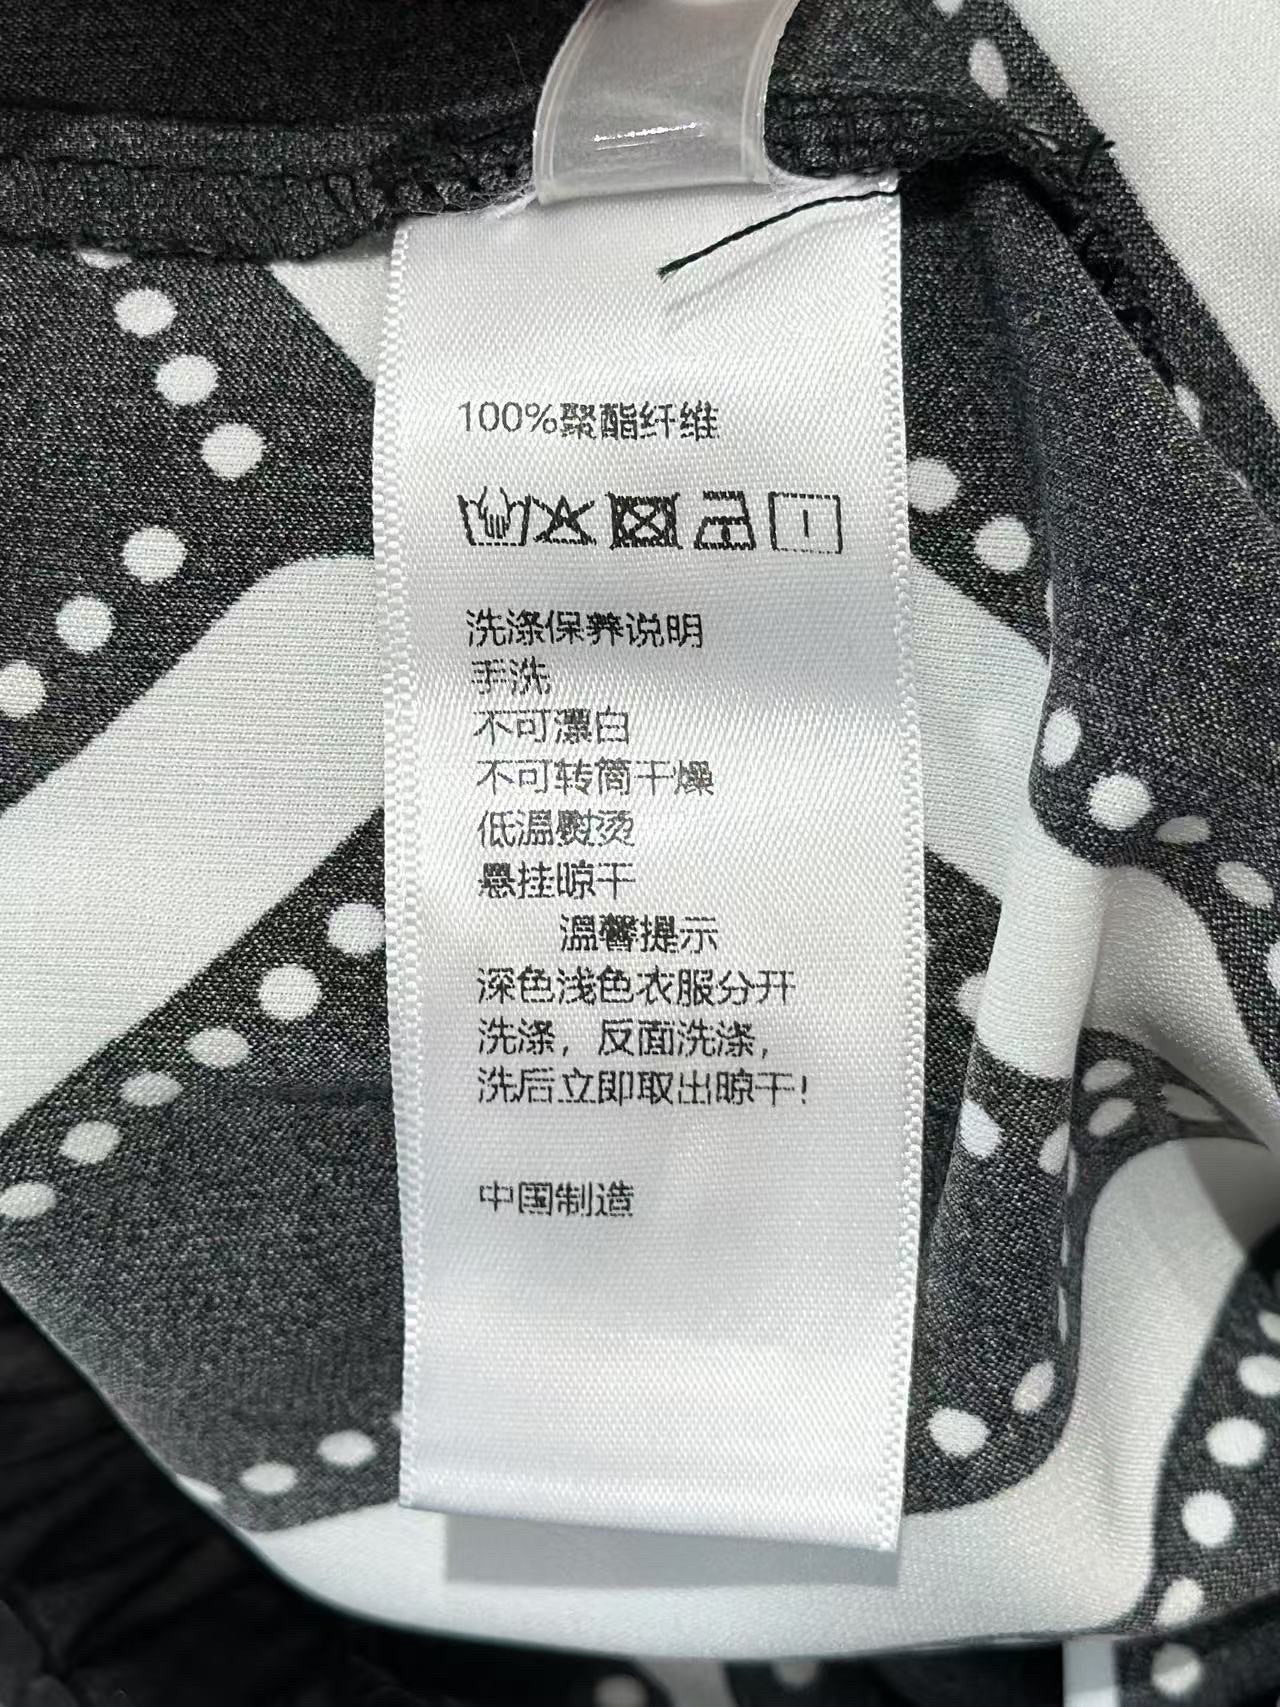 100%聚酯纤维
洗涤保养说明
手洗
不可漂白
不可转筒干燥
低温熨烫
悬挂晾干
温馨提示
深色浅色衣服分开
洗涤，反面洗涤，
洗后立即取出晾干！
中国制造